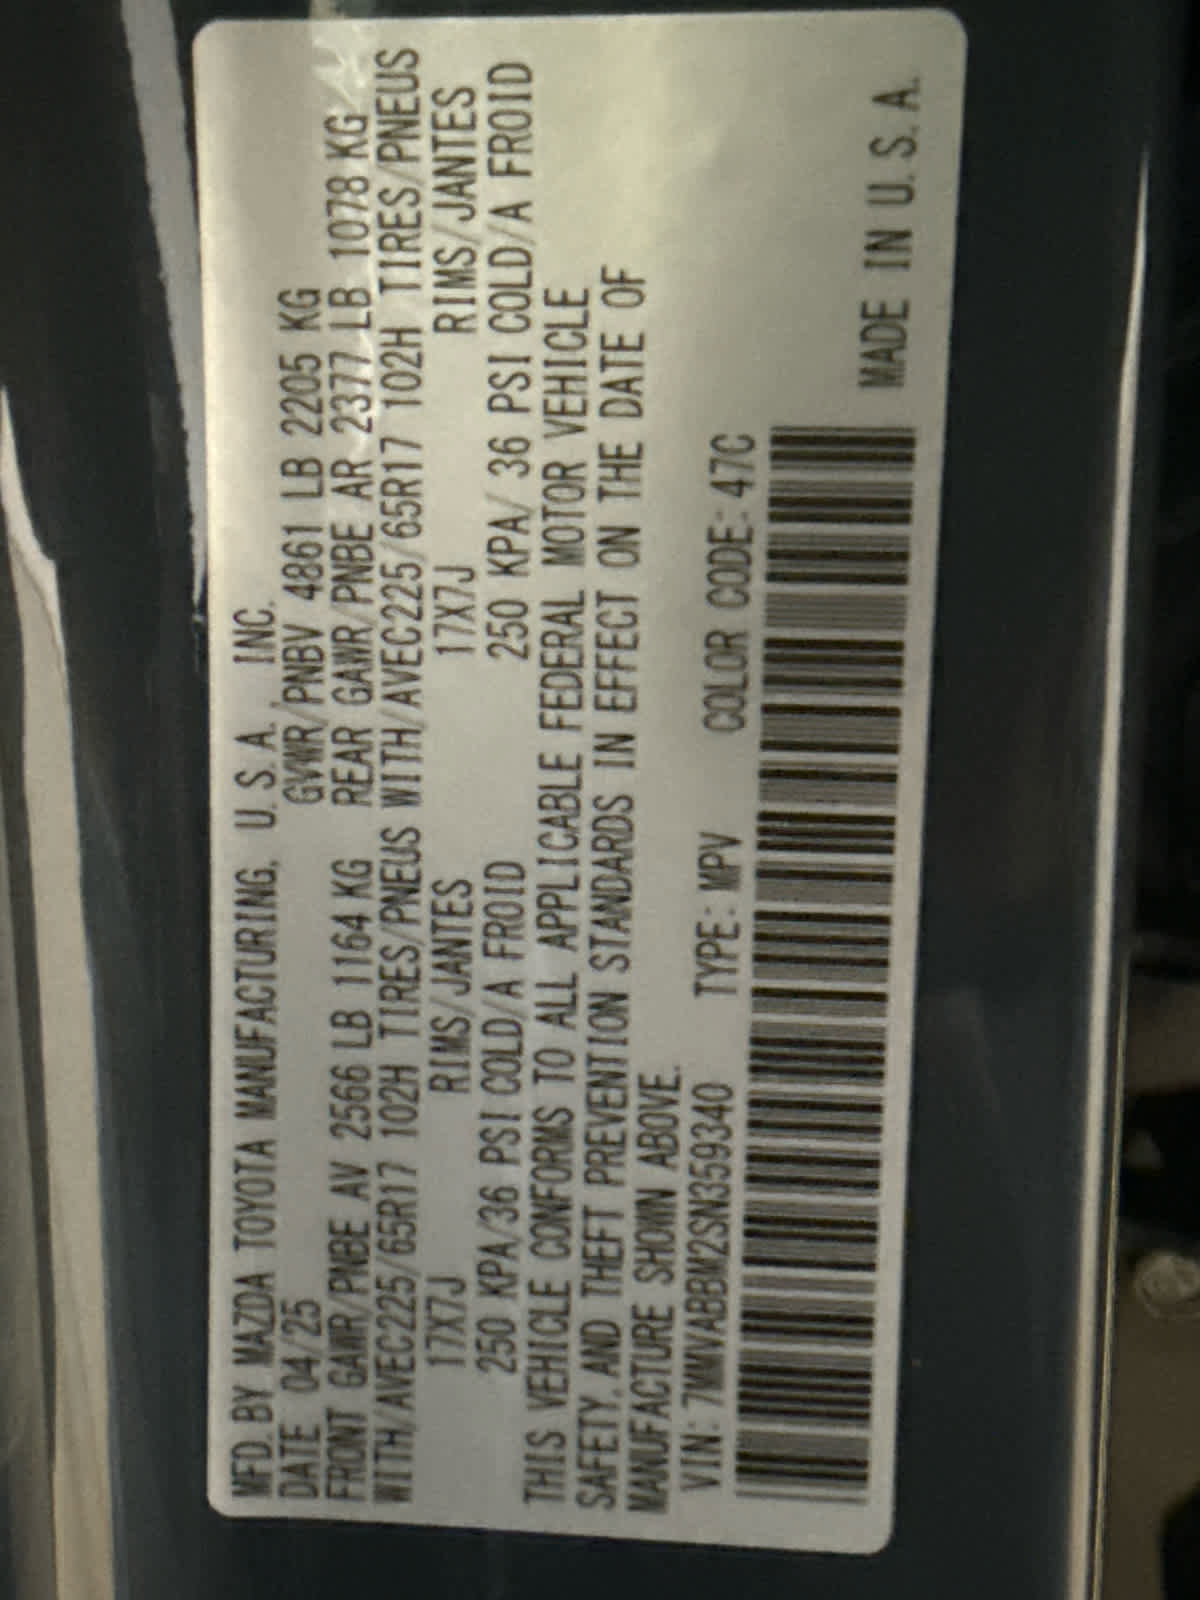 MFD. BY MAZDA TOYOTA MANUFACTURING, U.S.A., INC.
DATE 04/25 GVWR/PNBV 4861 LB 2205 KG
FRONT GAWR/PNBE AV 2566 LB 1164 KG REAR GAWR/PNBE AR 2377 LB 1078 KG
WITH/AVEC225/65R17 102H TIRES/PNEUS WITH/AVEC225/65R17 102H TIRES/PNEUS
17X7J RIMS/JANTES 17X7J RIMS/JANTES
250 KPA/36 PSI COLD/A FROID 250 KPA/ 36 PSI COLD/A FROID
THIS VEHICLE CONFORMS TO ALL APPLICABLE FEDERAL MOTOR VEHICLE
SAFETY, AND THEFT PREVENTION STANDARDS IN EFFECT ON THE DATE OF
MANUFACTURE SHOWN ABOVE.
VIN: 7MMVABBM2SN359340 TYPE: MPV COLOR CODE: 47C
MADE IN U.S.A.